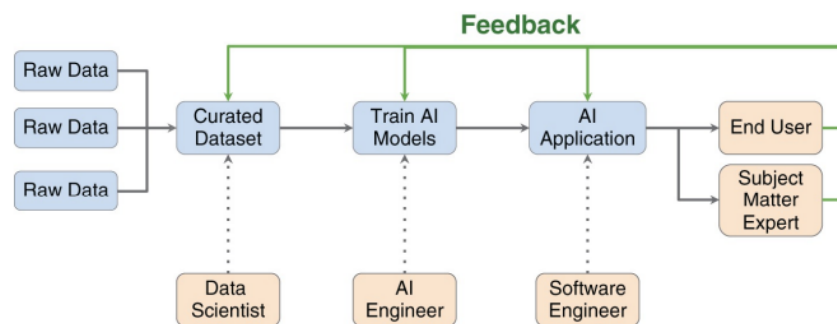 Feedback
Raw Data
Raw Data
Raw Data
Curated
Dataset
Train AI
Models
AI
Application
End User
Subject
Matter
Expert
Data
Scientist
AI
Engineer
Software
Engineer